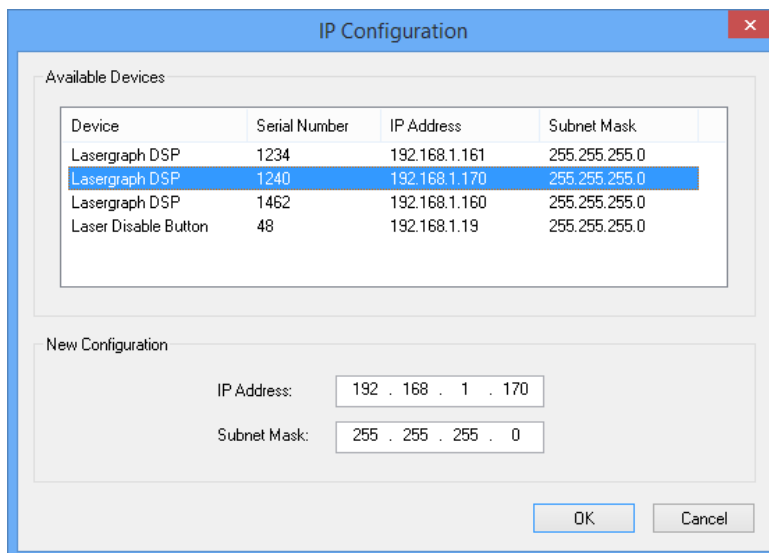 IP Configuration
Available Devices
Device Serial Number IP Address Subnet Mask
Lasergraph DSP 1234 192.168.1.161 255.255.255.0
Lasergraph DSP 1240 192.168.1.170 255.255.255.0
Lasergraph DSP 1462 192.168.1.160 255.255.255.0
Laser Disable Button 48 192.168.1.19 255.255.255.0
New Configuration
IP Address: 192 . 168 . 1 . 170
Subnet Mask: 255 . 255 . 255 . 0
OK Cancel